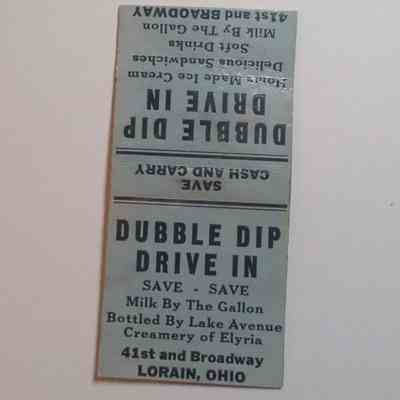 SAVE
CASH AND CARRY
DUBBLE DIP
DRIVE IN
Home Made Ice Cream
Delicious Sandwiches
Soft Drinks
Milk By The Gallon
41st and BRAODWAY
DUBBLE DIP
DRIVE IN
SAVE - SAVE
Milk By The Gallon
Bottled By Lake Avenue
Creamery of Elyria
41st and Broadway
LORAIN, OHIO